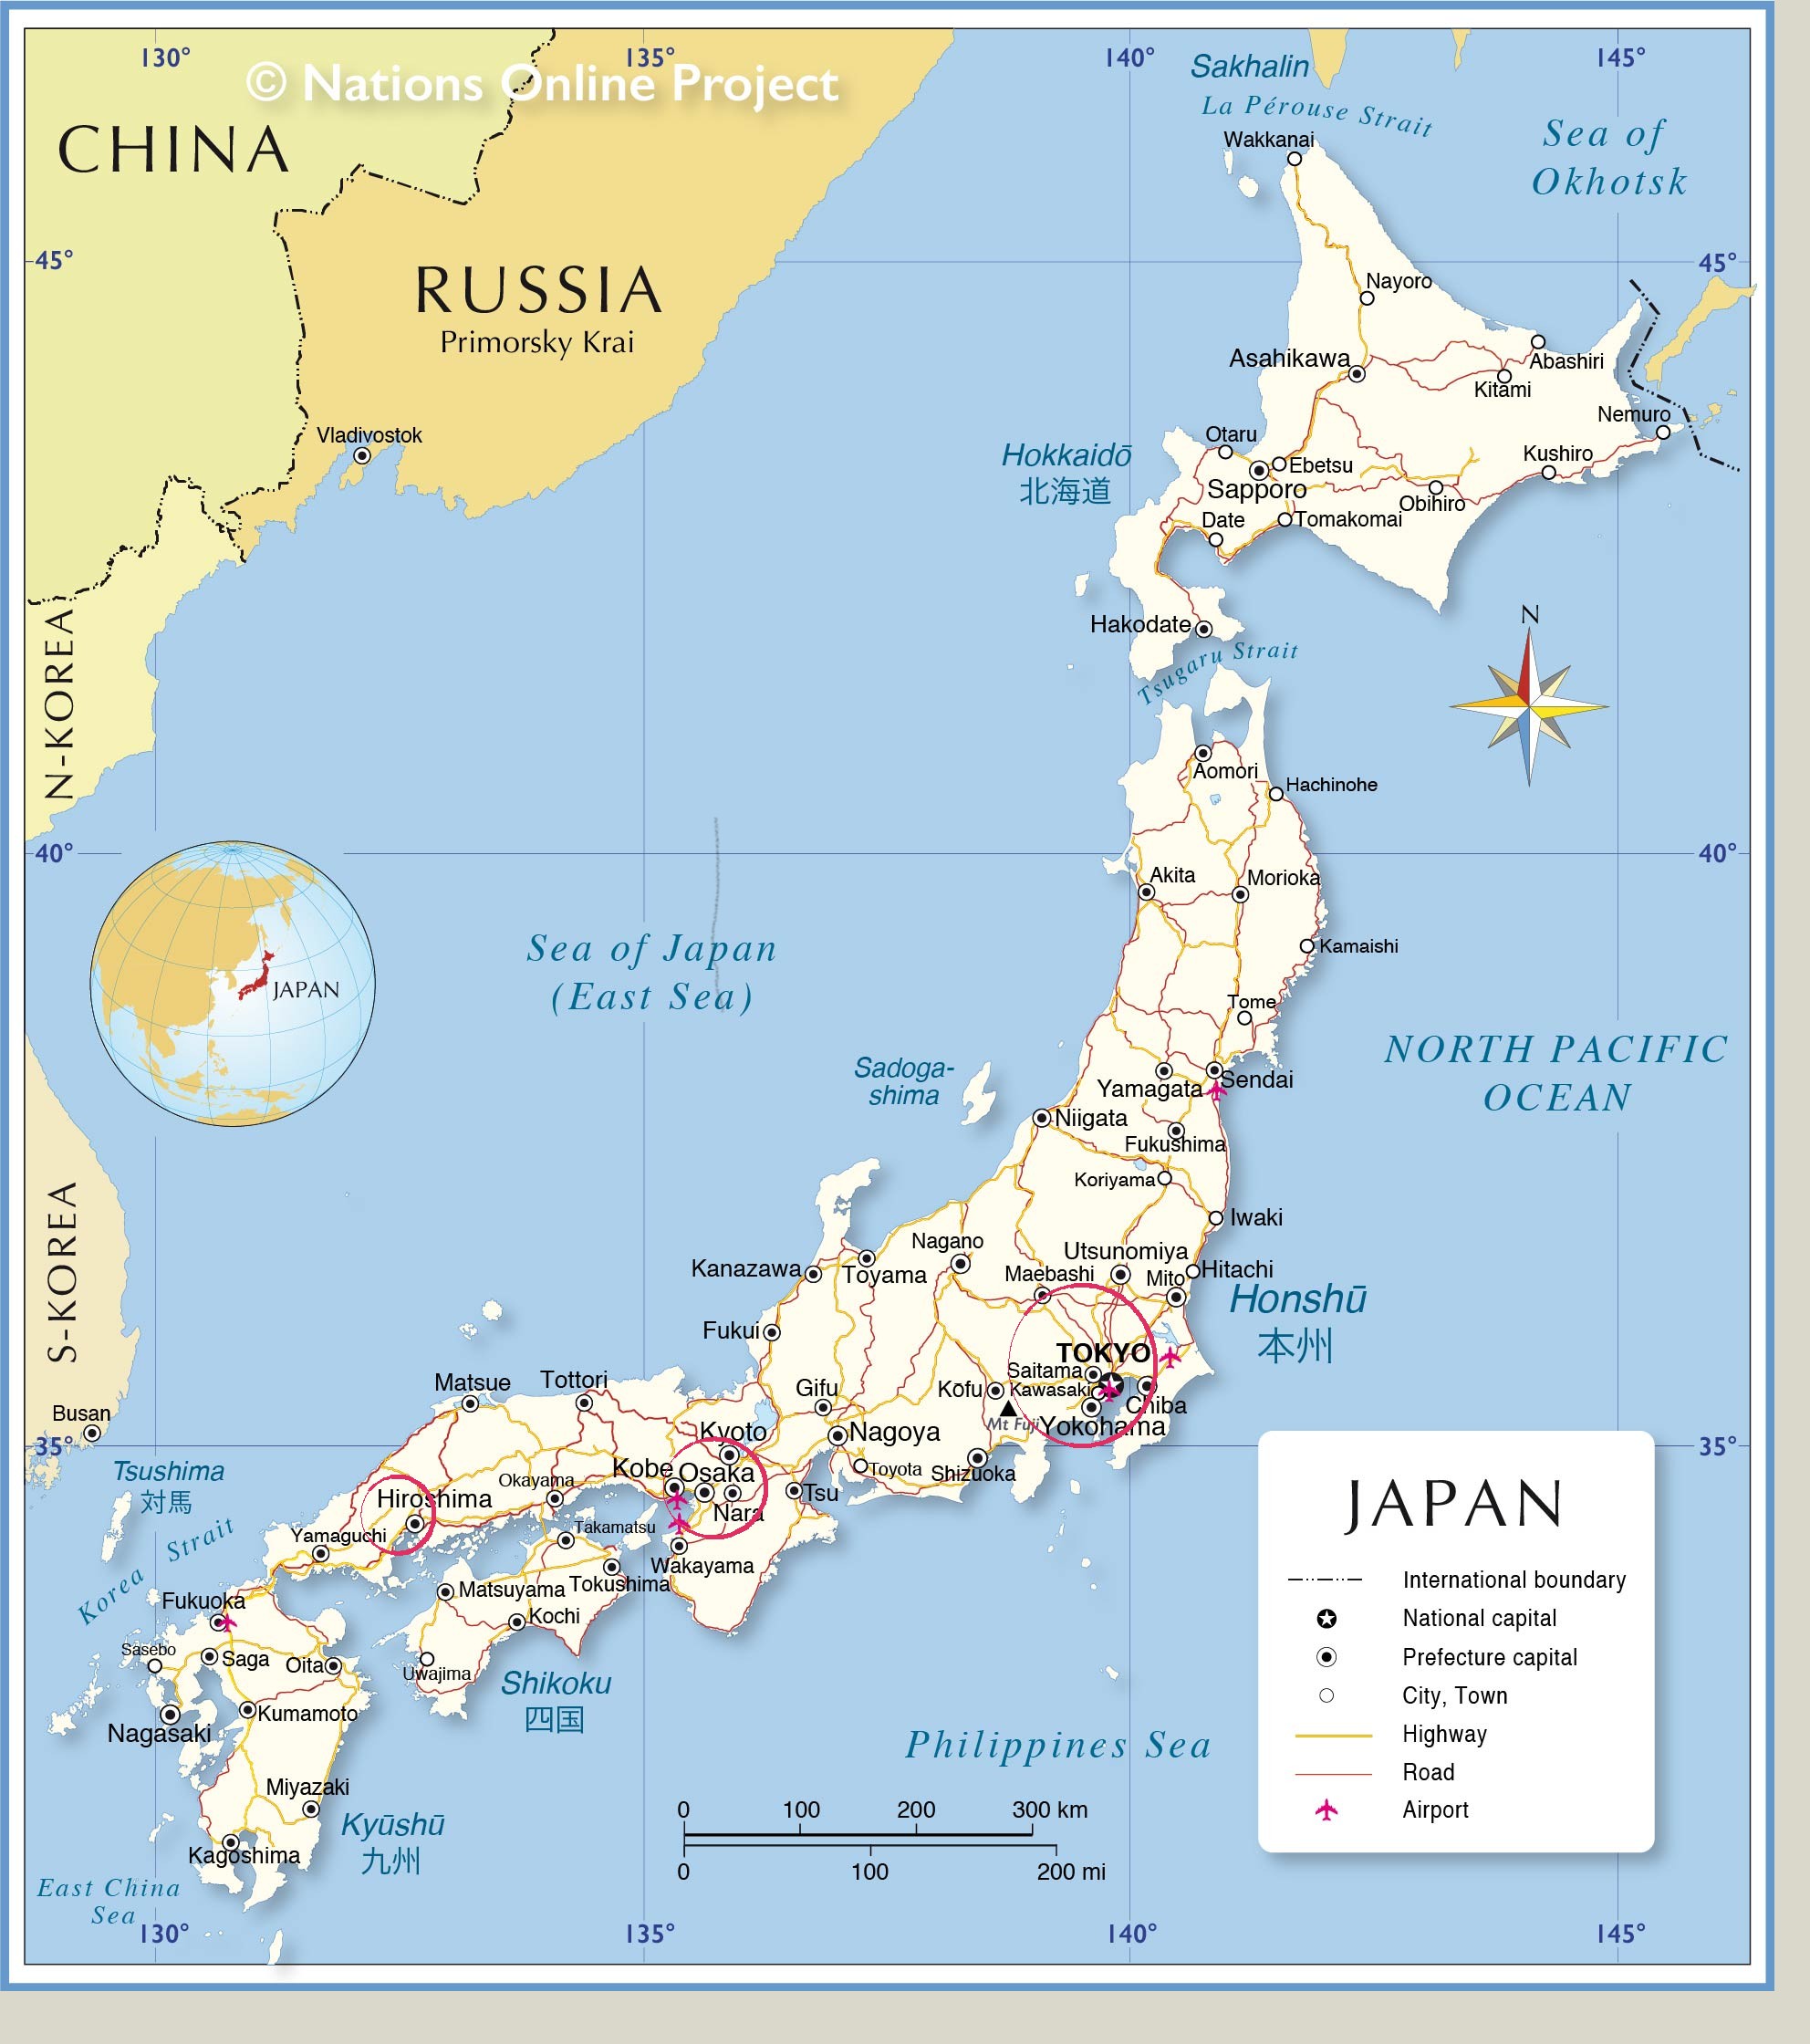 130°
135°
140°
145°
© Nations Online Project
Sakhalin
La Pérouse Strait
CHINA
Wakkanai
Sea of
Okhotsk
45°
45°
RUSSIA
Primorsky Krai
Nayoro
Abashiri
Asahikawa
Kitami
Nemuro
Vladivostok
Otaru
Hokkaidō
北海道
Ebetsu
Kushiro
Sapporo
Obihiro
Date
Tomakomai
N-KOREA
Hakodate
N
Tsugaru Strait
Aomori
Hachinohe
40°
40°
Akita
Morioka
Sea of Japan
(East Sea)
Kamaishi
JAPAN
Tome
NORTH PACIFIC
OCEAN
Sadoga-
shima
Yamagata
Sendai
Niigata
Fukushima
Koriyama
S-KOREA
Iwaki
Nagano
Utsunomiya
Kanazawa
Toyama
Maebashi
Mito
Hitachi
Honshū
本州
Fukui
TOKYO
Saitama
Matsue
Tottori
Gifu
Kōfu
Kawasaki
Chiba
Busan
Mt Fuji
Yokohama
Kyoto
Nagoya
35°
35°
Tsushima
対馬
Kobe
Osaka
Toyota
Shizuoka
Okayama
Hiroshima
Tsu
Nara
Korea Strait
Yamaguchi
Takamatsu
Wakayama
Matsuyama
Tokushima
Fukuoka
Kochi
Sasebo
Saga
Oita
Uwajima
Shikoku
四国
Nagasaki
Kumamoto
Philippines Sea
Miyazaki
Kyūshū
九州
Kagoshima
East China
Sea
0 100 200 300 km
0 100 200 mi
JAPAN
International boundary
National capital
Prefecture capital
City, Town
Highway
Road
Airport
130°
135°
140°
145°